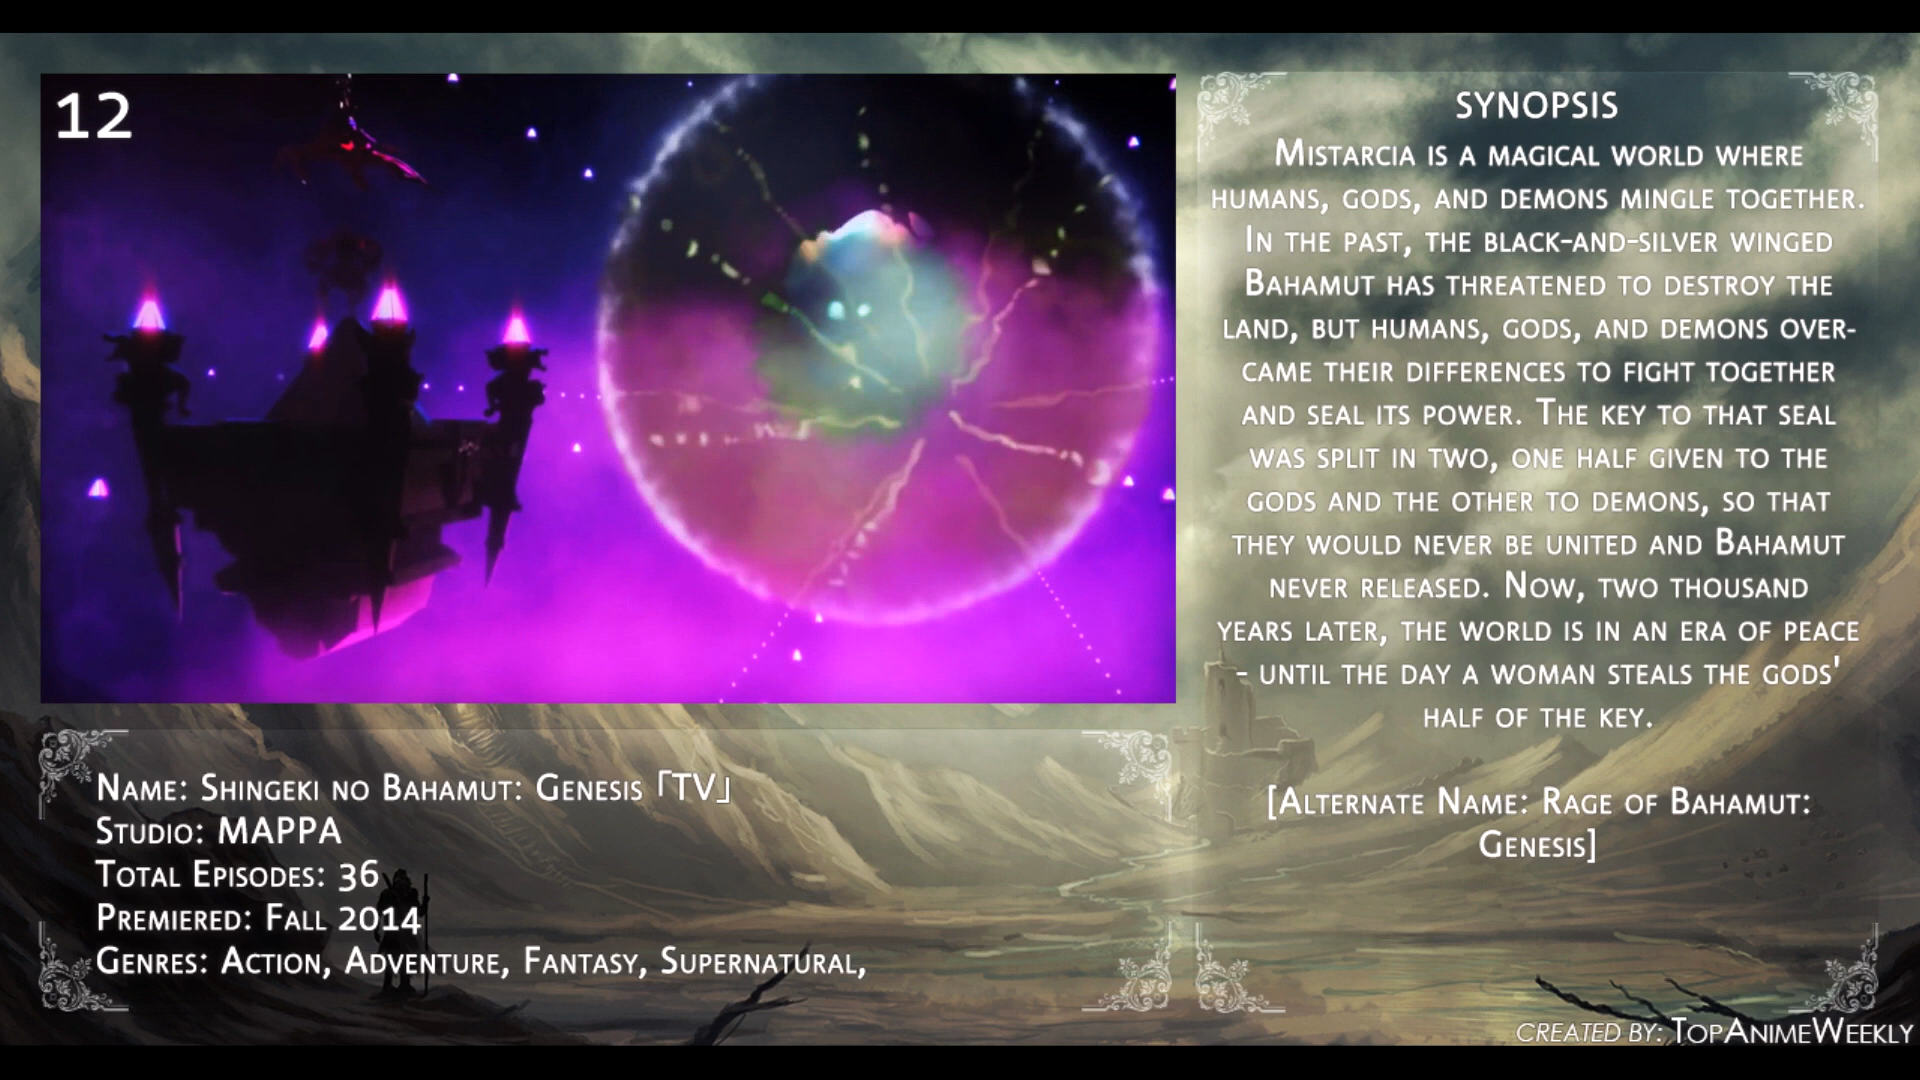 12
SYNOPSIS
Mistarcia is a magical world where
humans, gods, and demons mingle together.
In the past, the black-and-silver winged
Bahamut has threatened to destroy the
land, but humans, gods, and demons over-
came their differences to fight together
and seal its power. The key to that seal
was split in two, one half given to the
gods and the other to demons, so that
they would never be united and Bahamut
never released. Now, two thousand
years later, the world is in an era of peace
- until the day a woman steals the gods'
half of the key.
[Alternate Name: Rage of Bahamut:
Genesis]
Name: Shingeki no Bahamut: Genesis「TV」
Studio: MAPPA
Total Episodes: 36
Premiered: Fall 2014
Genres: Action, Adventure, Fantasy, Supernatural,
CREATED BY: TopAnimeWeekly